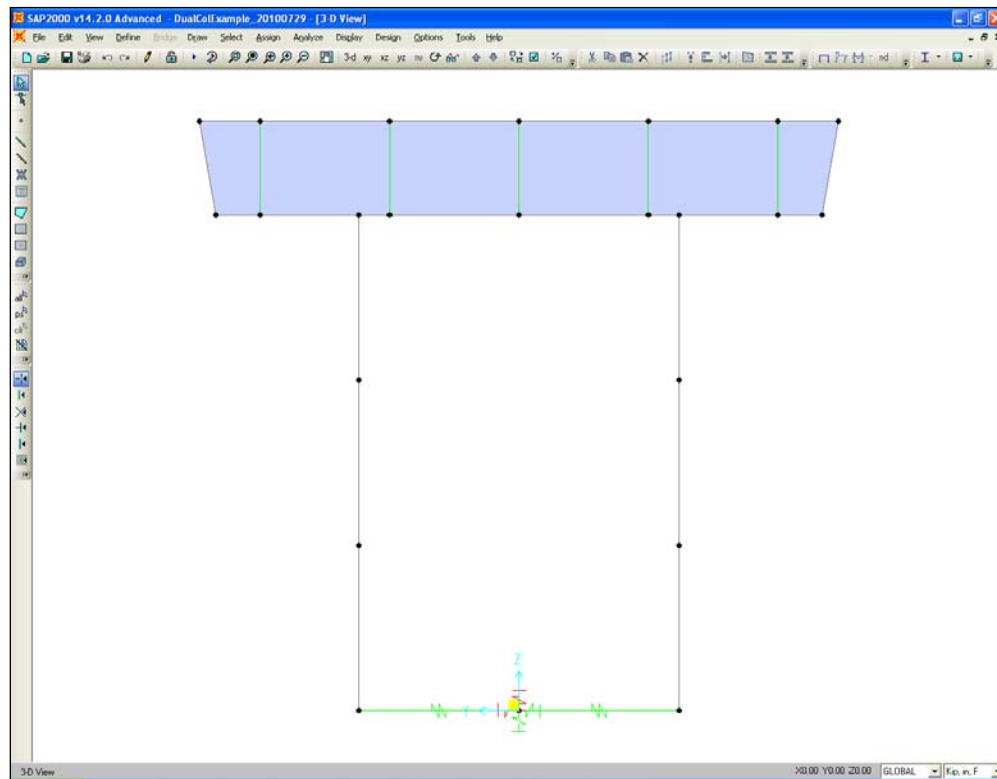 SAP2000 v14.2.0 Advanced - DualColExample_20100729 - [3-D View]
File Edit View Define Bridge Draw Select Assign Analyze Display Design Options Tools Help
3-d xy xz yz nv nd
all
Z
Y
3-D View X0.00 Y0.00 Z0.00 GLOBAL Kip, in, F